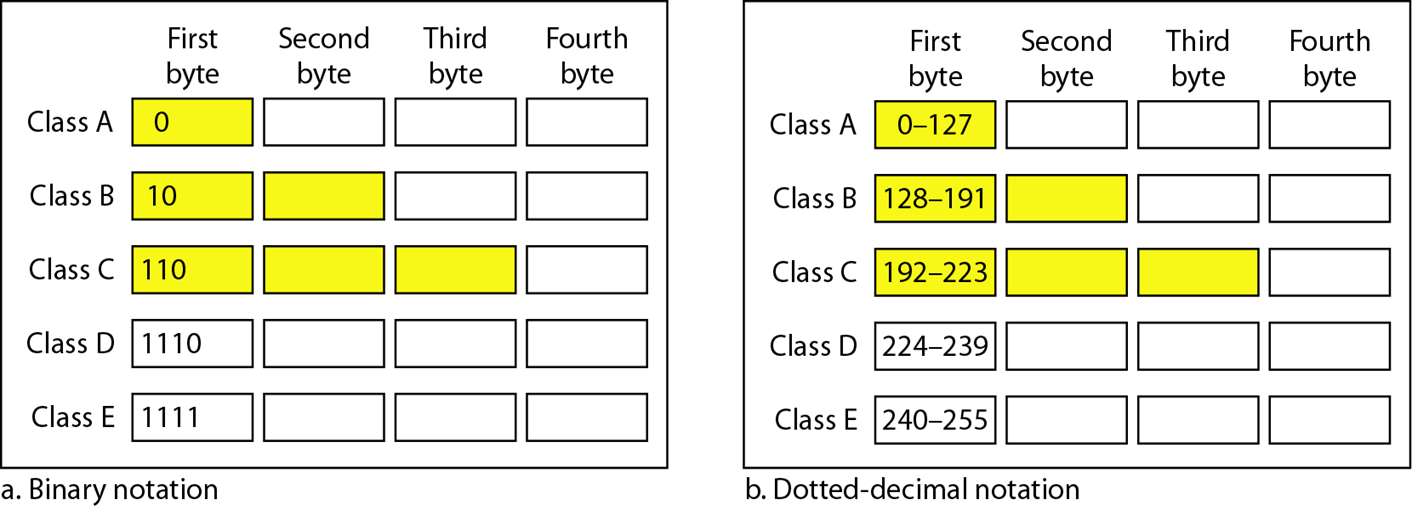 First Second Third Fourth
byte byte byte byte
Class A 0
Class B 10
Class C 110
Class D 1110
Class E 1111
a. Binary notation
First Second Third Fourth
byte byte byte byte
Class A 0–127
Class B 128–191
Class C 192–223
Class D 224–239
Class E 240–255
b. Dotted-decimal notation